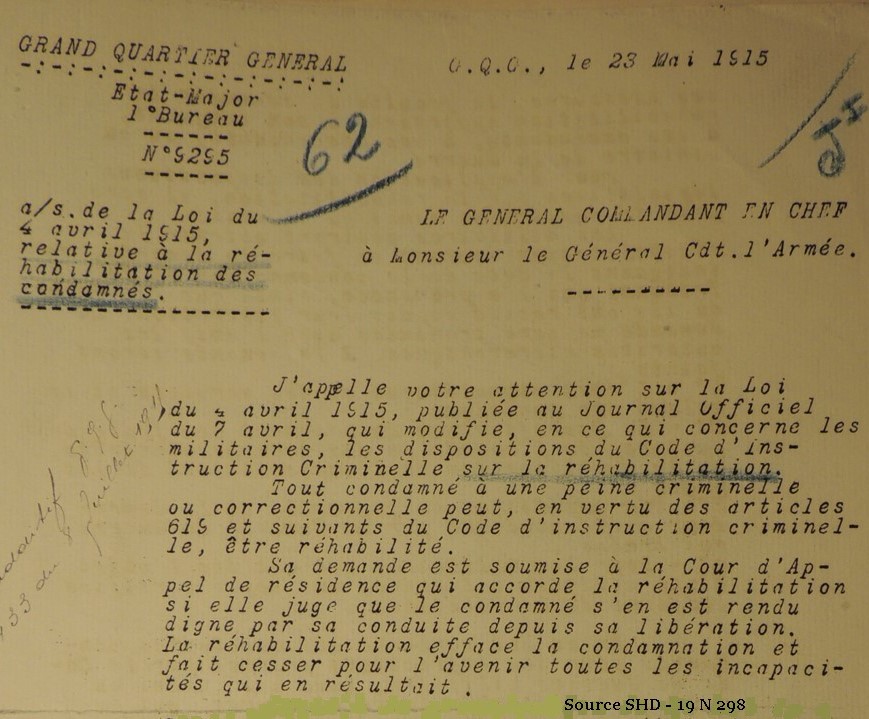 GRAND QUARTIER GENERAL
-:-:-:-:-:-:-:-:-:-:-:-
G.Q.G., le 23 Mai 1915
Etat-Major
1°Bureau
------
N°9295
------
62
a/s.de la Loi du
4 avril 1915,
relative à la ré-
habilitation des
condamnés.
LE GENERAL COMMANDANT EN CHEF
à Monsieur le Général Cdt.l'Armée.
J'appelle votre attention sur la Loi
du 4 avril 1915, publiée au Journal Officiel
du 7 avril, qui modifie, en ce qui concerne les
militaires, les dispositions du Code d'Ins-
truction Criminelle sur la réhabilitation.
Tout condamné à une peine criminelle
ou correctionnelle peut, en vertu des articles
619 et suivants du Code d'instruction criminel-
le, être réhabilité.
Sa demande est soumise à la Cour d'Ap-
pel de résidence qui accorde la réhabilitation
si elle juge que le condamné s'en est rendu
digne par sa conduite depuis sa libération.
La réhabilitation efface la condamnation et
fait cesser pour l'avenir toutes les incapaci-
tés qui en résultait .
Source SHD - 19 N 298